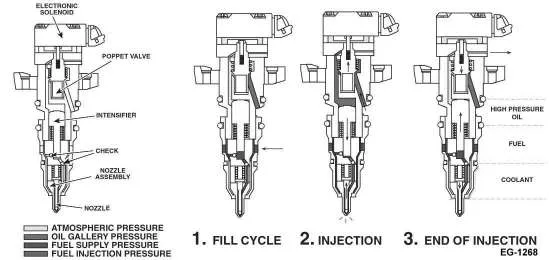 ELECTRONIC
SOLENOID
POPPET VALVE
INTENSIFIER
CHECK
NOZZLE
ASSEMBLY
NOZZLE
ATMOSPHERIC PRESSURE
OIL GALLERY PRESSURE
FUEL SUPPLY PRESSURE
FUEL INJECTION PRESSURE
1. FILL CYCLE
2. INJECTION
3. END OF INJECTION
HIGH PRESSURE
OIL
FUEL
COOLANT
EG-1268